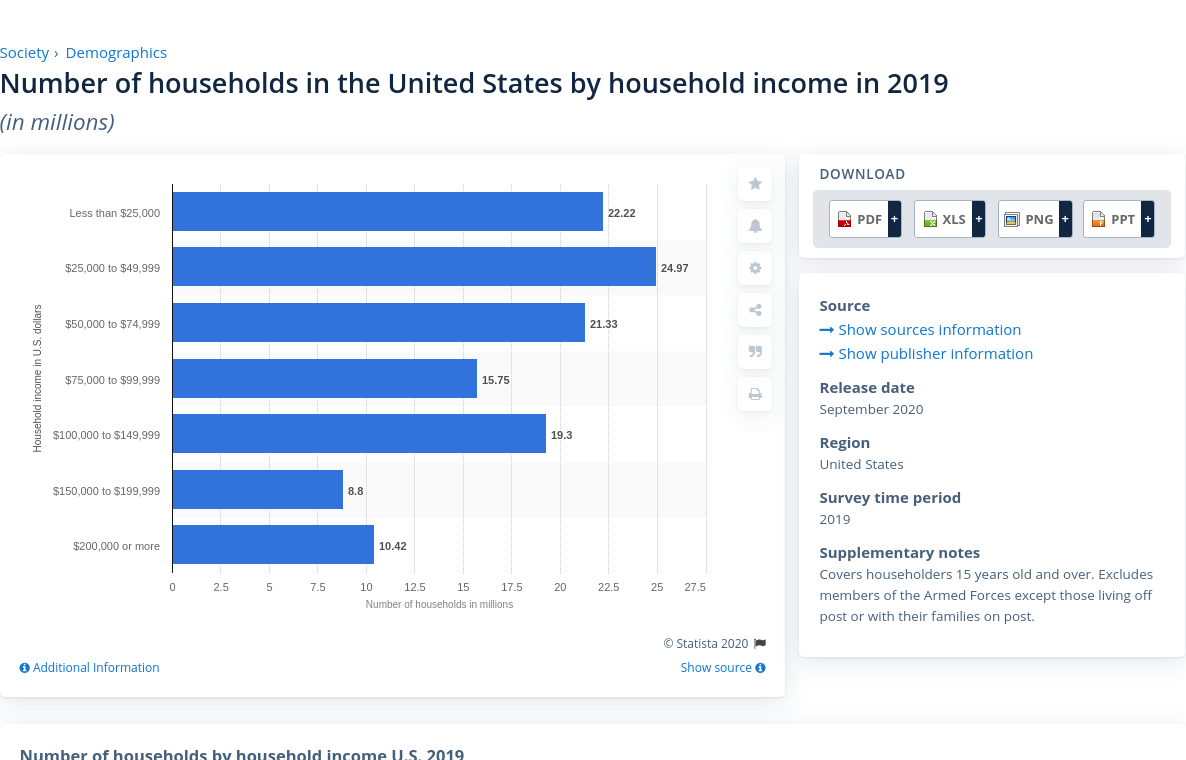 Society › Demographics
Number of households in the United States by household income in 2019
(in millions)
Less than $25,000
22.22
$25,000 to $49,999
24.97
$50,000 to $74,999
21.33
$75,000 to $99,999
15.75
$100,000 to $149,999
19.3
$150,000 to $199,999
8.8
$200,000 or more
10.42
Household income in U.S. dollars
0 2.5 5 7.5 10 12.5 15 17.5 20 22.5 25 27.5
Number of households in millions
© Statista 2020
Additional Information
Show source
DOWNLOAD
PDF + XLS + PNG + PPT +
Source
Show sources information
Show publisher information
Release date
September 2020
Region
United States
Survey time period
2019
Supplementary notes
Covers householders 15 years old and over. Excludes
members of the Armed Forces except those living off
post or with their families on post.
Number of households by household income U.S. 2019